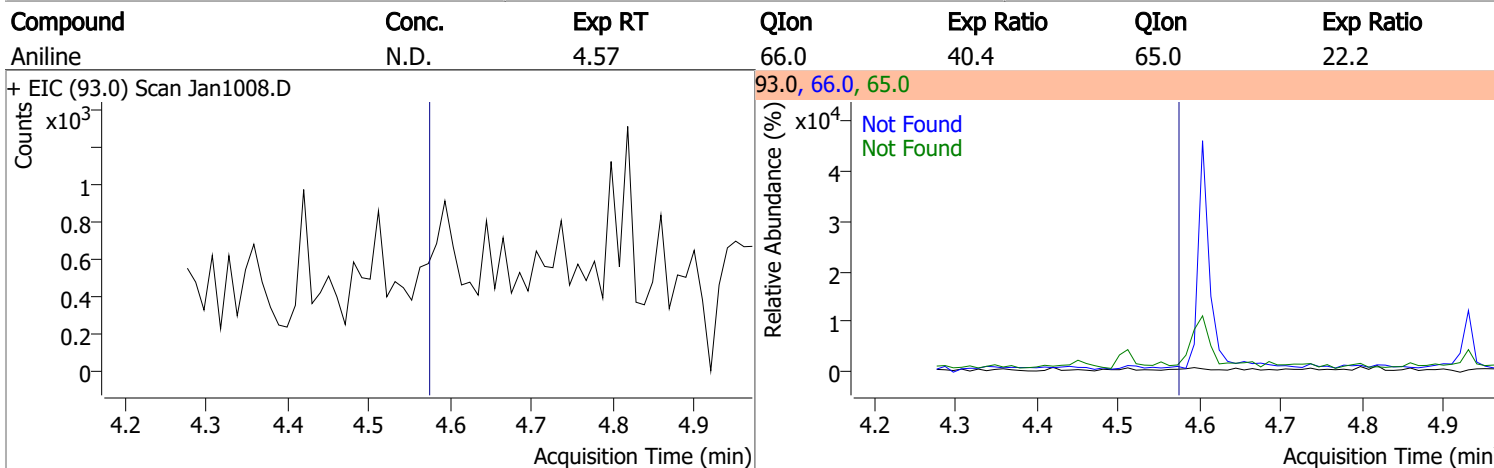 Compound Conc. Exp RT QIon Exp Ratio QIon Exp Ratio
Aniline N.D. 4.57 66.0 40.4 65.0 22.2
+ EIC (93.0) Scan Jan1008.D
Counts
x10³
1
0.8
0.6
0.4
0.2
0
4.2 4.3 4.4 4.5 4.6 4.7 4.8 4.9
Acquisition Time (min)
93.0, 66.0, 65.0
Relative Abundance (%)
x10⁴
Not Found
Not Found
4
3
2
1
0
4.2 4.3 4.4 4.5 4.6 4.7 4.8 4.9
Acquisition Time (min)